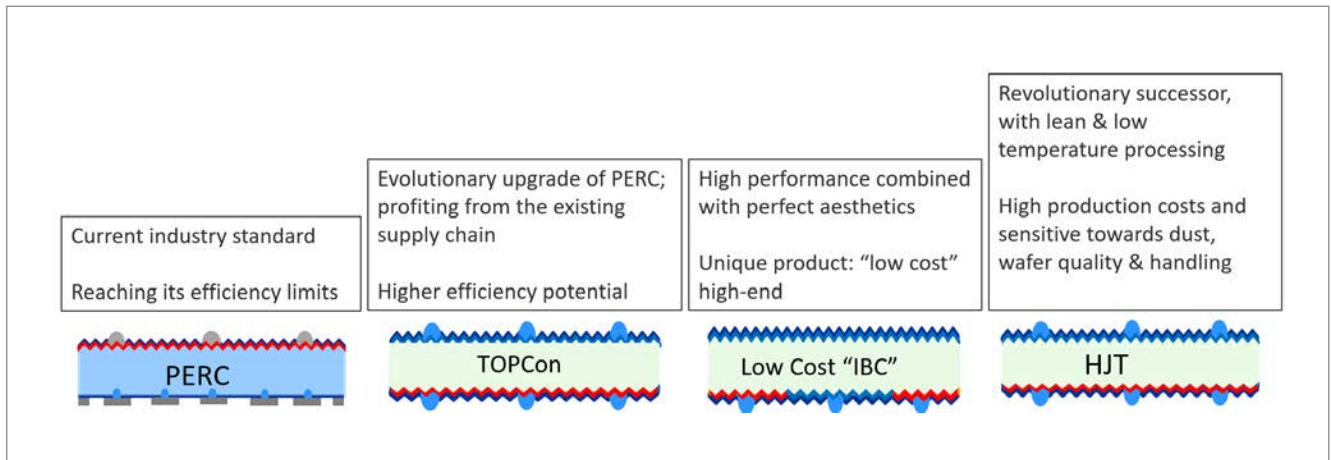 Current industry standard
Reaching its efficiency limits
PERC
Evolutionary upgrade of PERC;
profiting from the existing
supply chain
Higher efficiency potential
TOPCon
High performance combined
with perfect aesthetics
Unique product: “low cost”
high-end
Low Cost “IBC”
Revolutionary successor,
with lean & low
temperature processing
High production costs and
sensitive towards dust,
wafer quality & handling
HJT